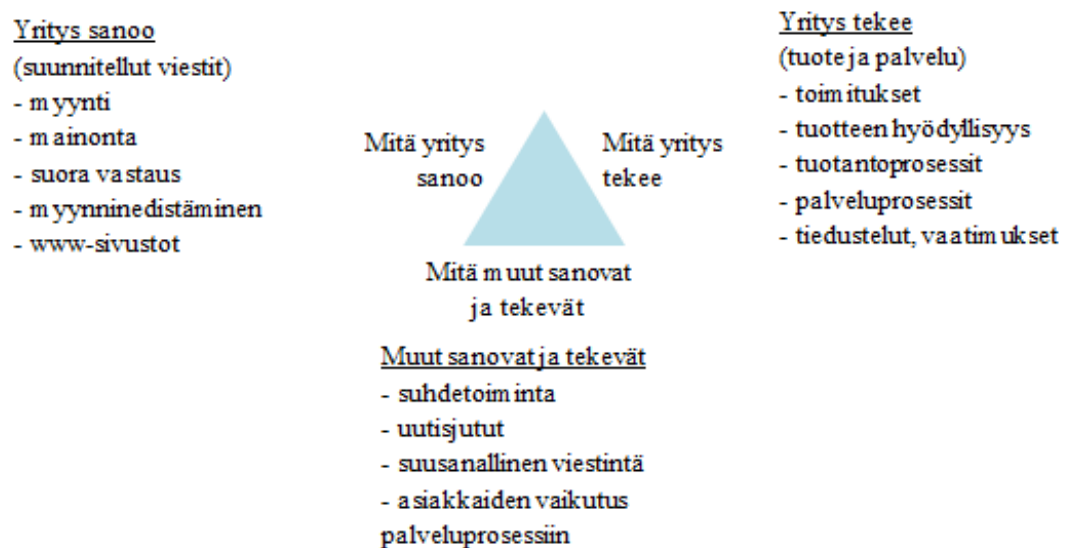 Yritys sanoo
(suunnitellut viestit)
- myynti
- mainonta
- suora vastaus
- myynninedistäminen
- www-sivustot
Mitä yritys
sanoo
Mitä yritys
tekee
Yritys tekee
(tuote ja palvelu)
- toimitukset
- tuotteen hyödyllisyys
- tuotantoprosessit
- palveluprosessit
- tiedustelut, vaatimukset
Mitä muut sanovat
ja tekevät
Muut sanovat ja tekevät
- suhdetoiminta
- uutisjutut
- suusanallinen viestintä
- asiakkaiden vaikutus
palveluprosessiin